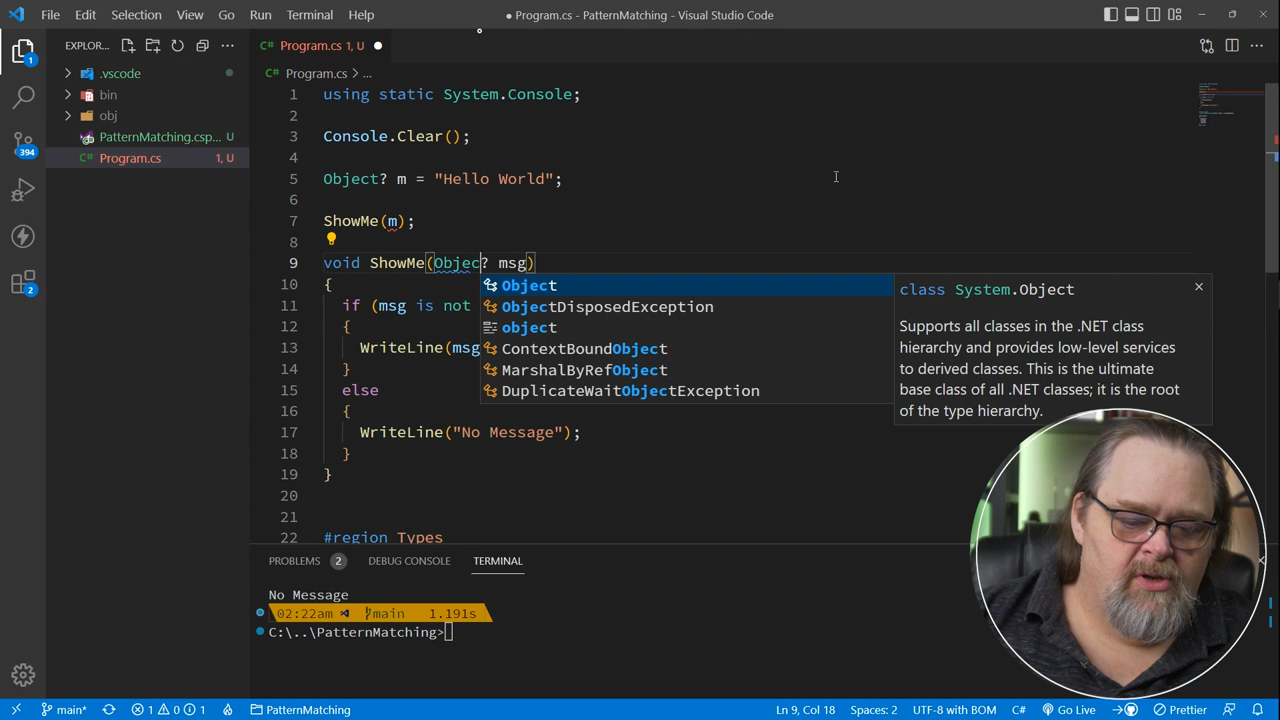 File Edit Selection View Go Run Terminal Help
● Program.cs - PatternMatching - Visual Studio Code
EXPLOR...
Program.cs 1, U
.vscode
bin
obj
PatternMatching.csp... U
Program.cs 1, U
1
394
2
Program.cs > ...
1 using static System.Console;
2
3 Console.Clear();
4
5 Object? m = "Hello World";
6
7 ShowMe(m);
8
9 void ShowMe(Objec? msg)
10 {
11 if (msg is not
12 {
13 WriteLine(msg
14 }
15 else
16 {
17 WriteLine("No Message");
18 }
19 }
20
21
22 #region Types
Object
ObjectDisposedException
object
ContextBoundObject
MarshalByRefObject
DuplicateWaitObjectException
class System.Object
Supports all classes in the .NET class
hierarchy and provides low-level services
to derived classes. This is the ultimate
base class of all .NET classes; it is the root
of the type hierarchy.
PROBLEMS 2 DEBUG CONSOLE TERMINAL
No Message
02:22am main 1.191s
C:\..\PatternMatching>
main* 1 0 1 PatternMatching Ln 9, Col 18 Spaces: 2 UTF-8 with BOM C# Go Live Prettier